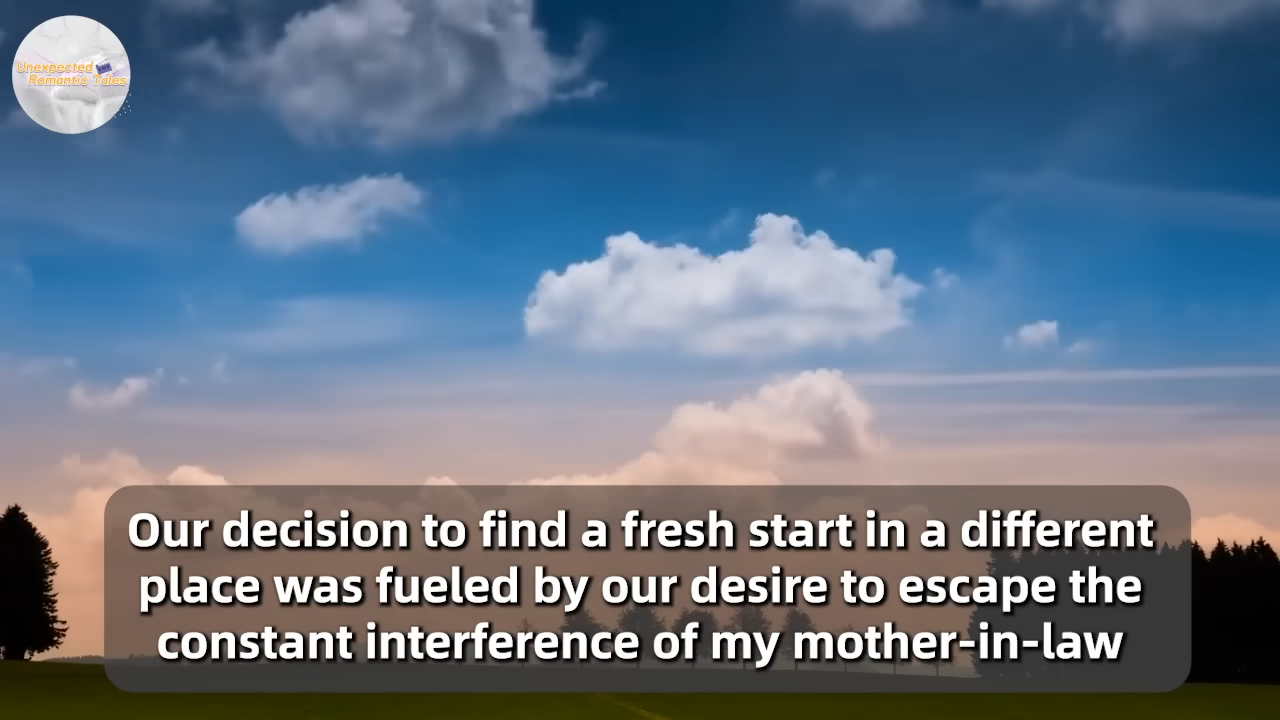 Unexpected
Romantic Tales
Our decision to find a fresh start in a different
place was fueled by our desire to escape the
constant interference of my mother-in-law